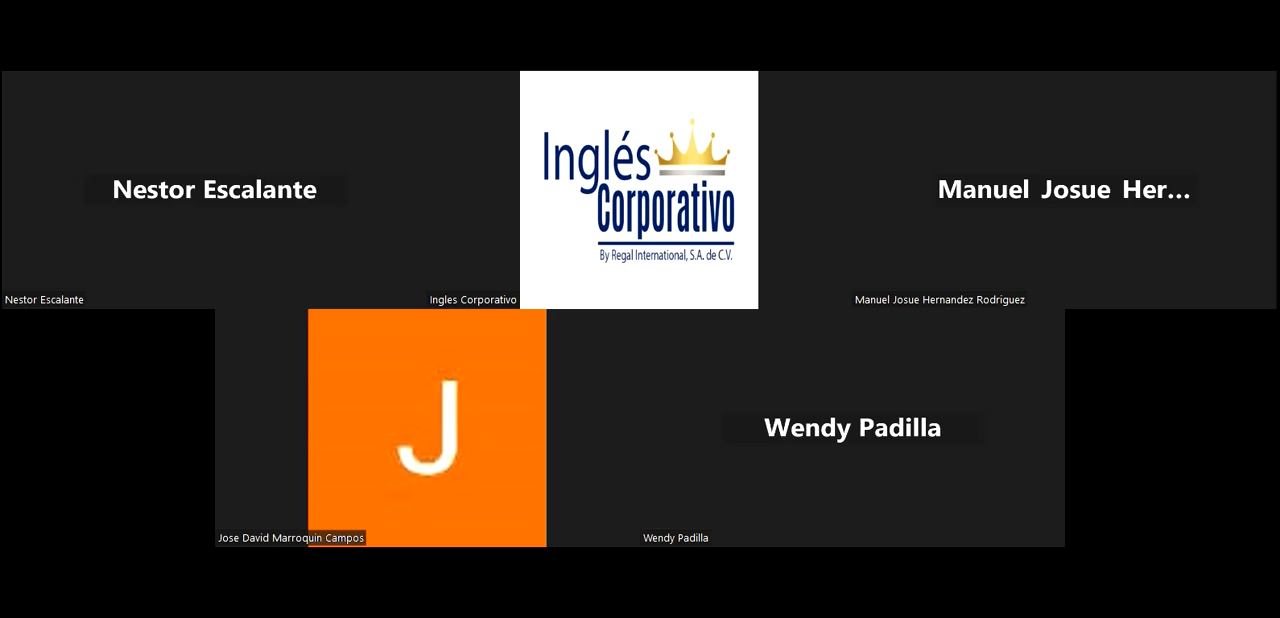 Nestor Escalante
Inglés
Corporativo
By Regal International, S.A. de C.V.
Manuel Josue Her...
Nestor Escalante
Ingles Corporativo
Manuel Josue Hernandez Rodriguez
J
Wendy Padilla
Jose David Marroquin Campos
Wendy Padilla